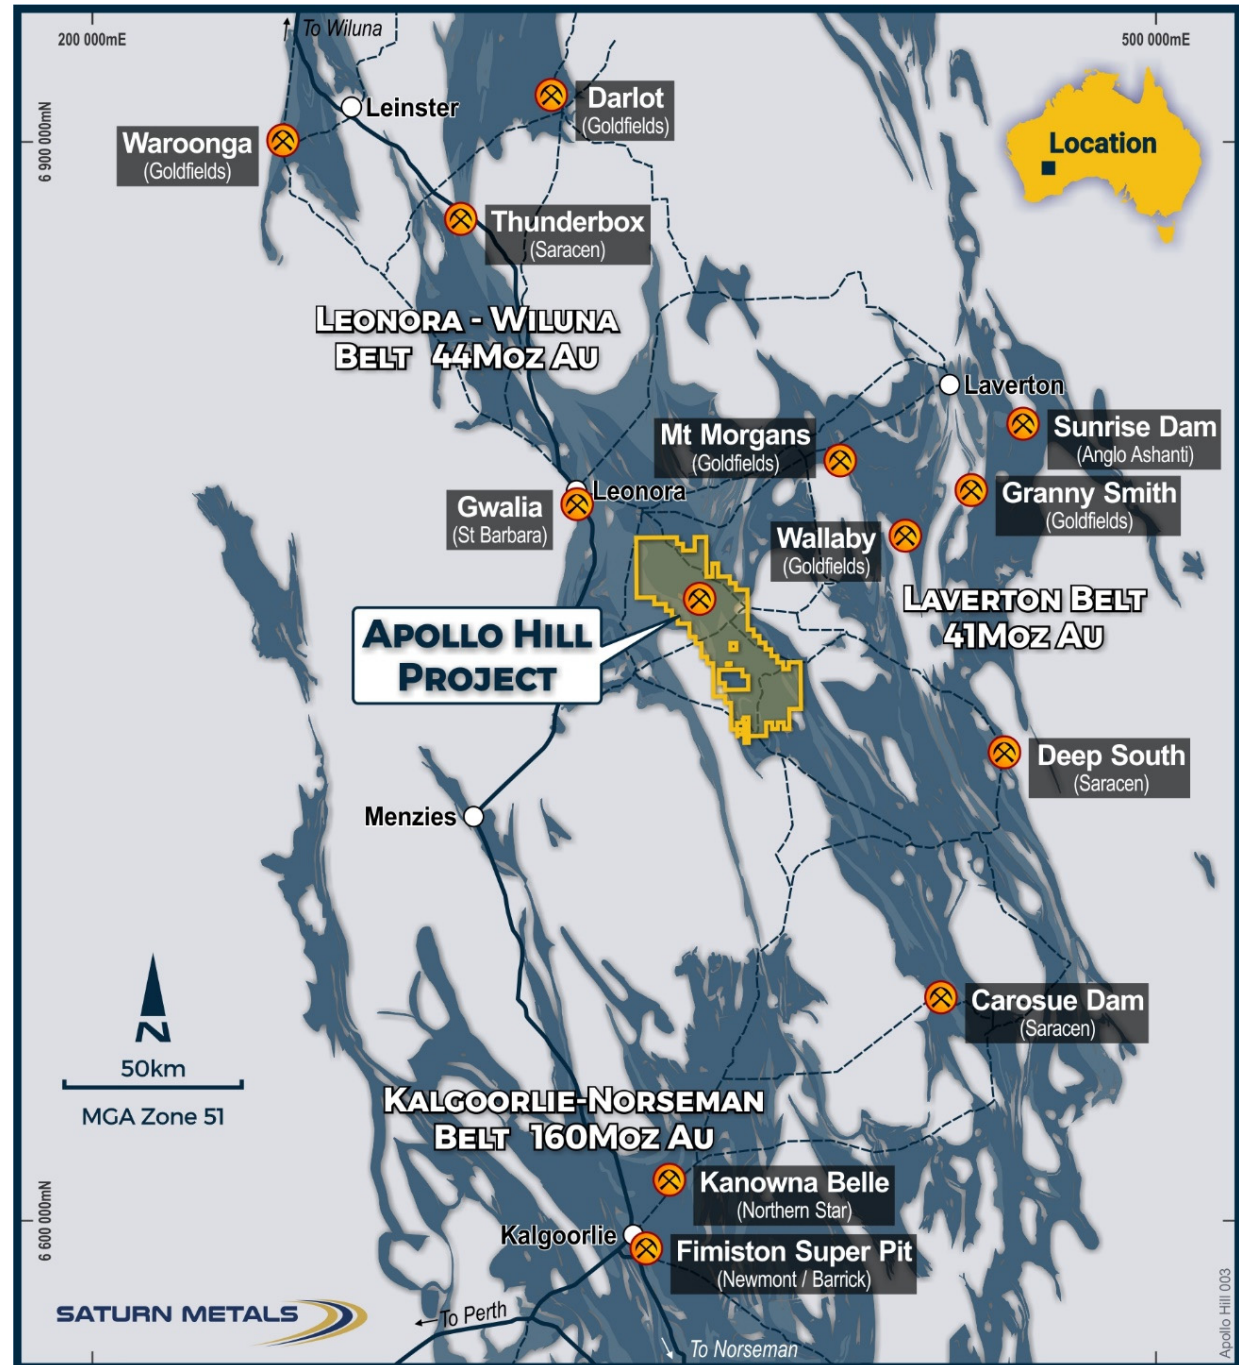 To Wiluna
200 000mE
500 000mE
6 900 000mN
Leinster
Darlot
(Goldfields)
Waroonga
(Goldfields)
Location
Thunderbox
(Saracen)
LEONORA - WILUNA
BELT 44MOZ AU
Laverton
Mt Morgans
(Goldfields)
Sunrise Dam
(Anglo Ashanti)
Leonora
Gwalia
(St Barbara)
Granny Smith
(Goldfields)
Wallaby
(Goldfields)
LAVERTON BELT
41MOZ AU
APOLLO HILL
PROJECT
Deep South
(Saracen)
Menzies
N
50km
MGA Zone 51
Carosue Dam
(Saracen)
KALGOORLIE-NORSEMAN
BELT 160MOZ AU
Kanowna Belle
(Northern Star)
6 600 000mN
Kalgoorlie
Fimiston Super Pit
(Newmont / Barrick)
SATURN METALS
To Perth
To Norseman
Apollo Hill 003